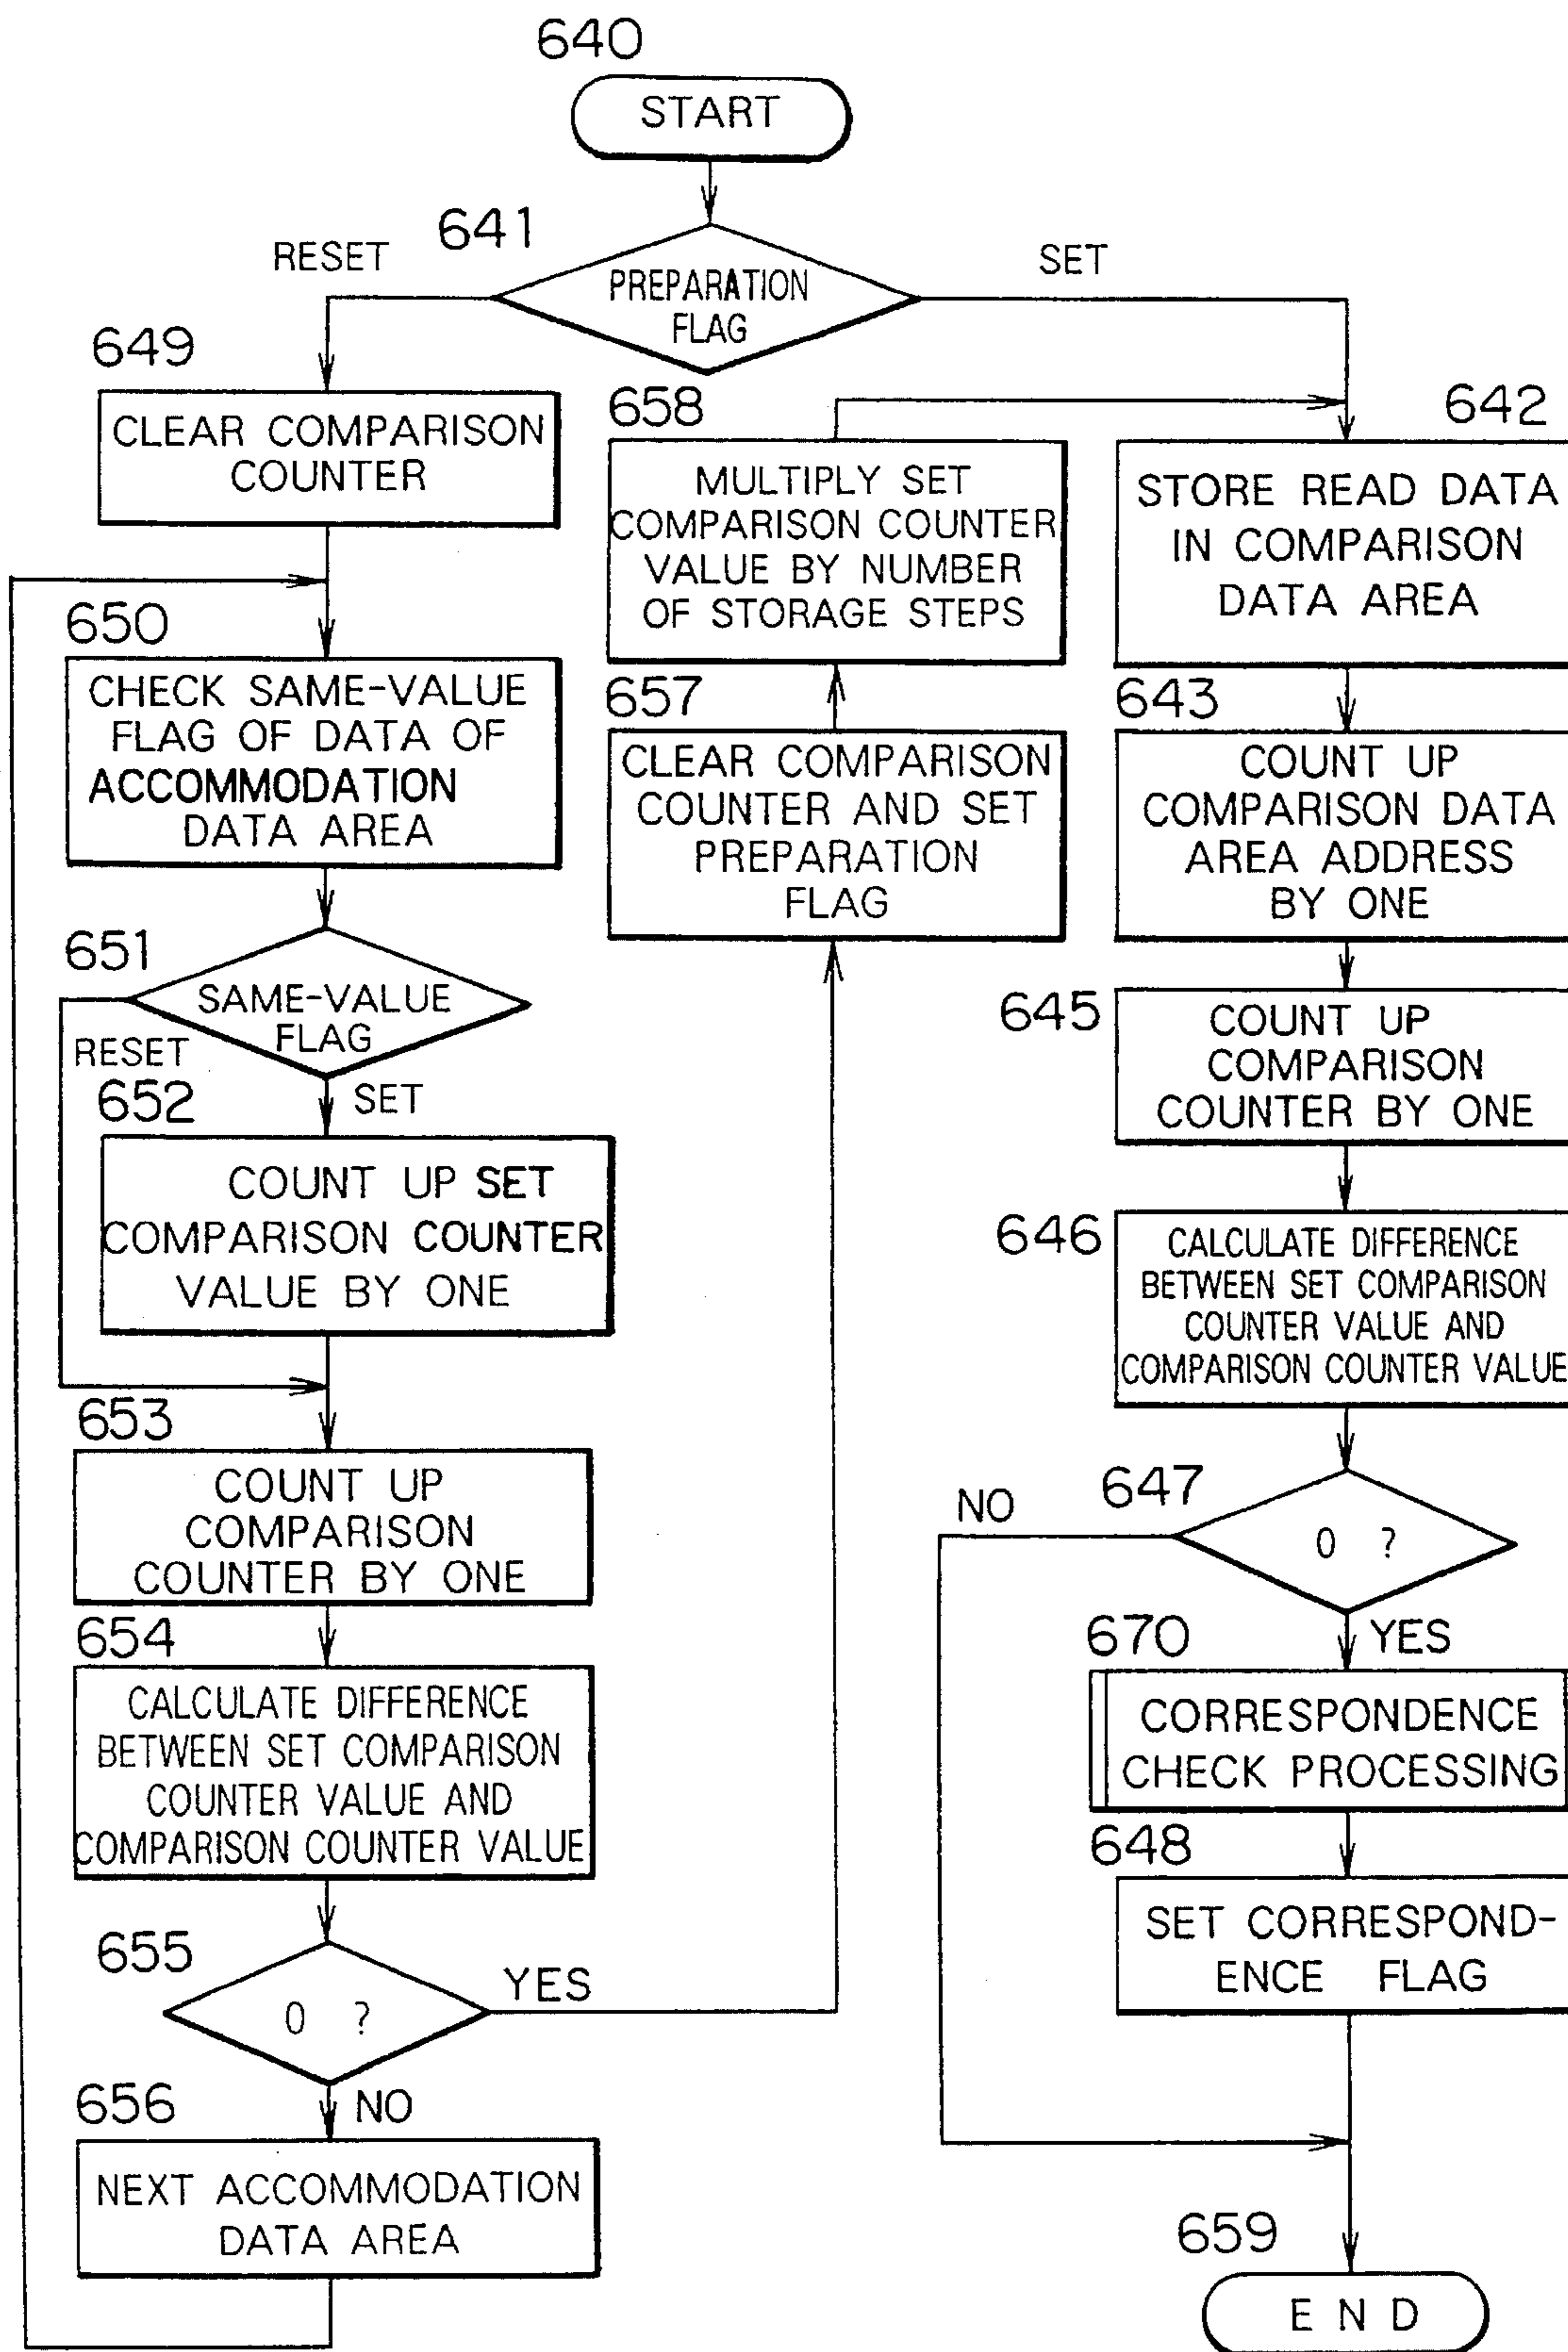 640
START
641
RESET
SET
PREPARATION
FLAG
649
CLEAR COMPARISON
COUNTER
650
CHECK SAME-VALUE
FLAG OF DATA OF
ACCOMMODATION
DATA AREA
651
SAME-VALUE
FLAG
RESET
652
SET
COUNT UP SET
COMPARISON COUNTER
VALUE BY ONE
653
COUNT UP
COMPARISON
COUNTER BY ONE
654
CALCULATE DIFFERENCE
BETWEEN SET COMPARISON
COUNTER VALUE AND
COMPARISON COUNTER VALUE
655
0 ?
YES
NO
656
NEXT ACCOMMODATION
DATA AREA
658
MULTIPLY SET
COMPARISON COUNTER
VALUE BY NUMBER
OF STORAGE STEPS
657
CLEAR COMPARISON
COUNTER AND SET
PREPARATION
FLAG
642
STORE READ DATA
IN COMPARISON
DATA AREA
643
COUNT UP
COMPARISON DATA
AREA ADDRESS
BY ONE
645
COUNT UP
COMPARISON
COUNTER BY ONE
646
CALCULATE DIFFERENCE
BETWEEN SET COMPARISON
COUNTER VALUE AND
COMPARISON COUNTER VALUE
647
NO
0 ?
YES
670
CORRESPONDENCE
CHECK PROCESSING
648
SET CORRESPOND-
ENCE FLAG
659
END